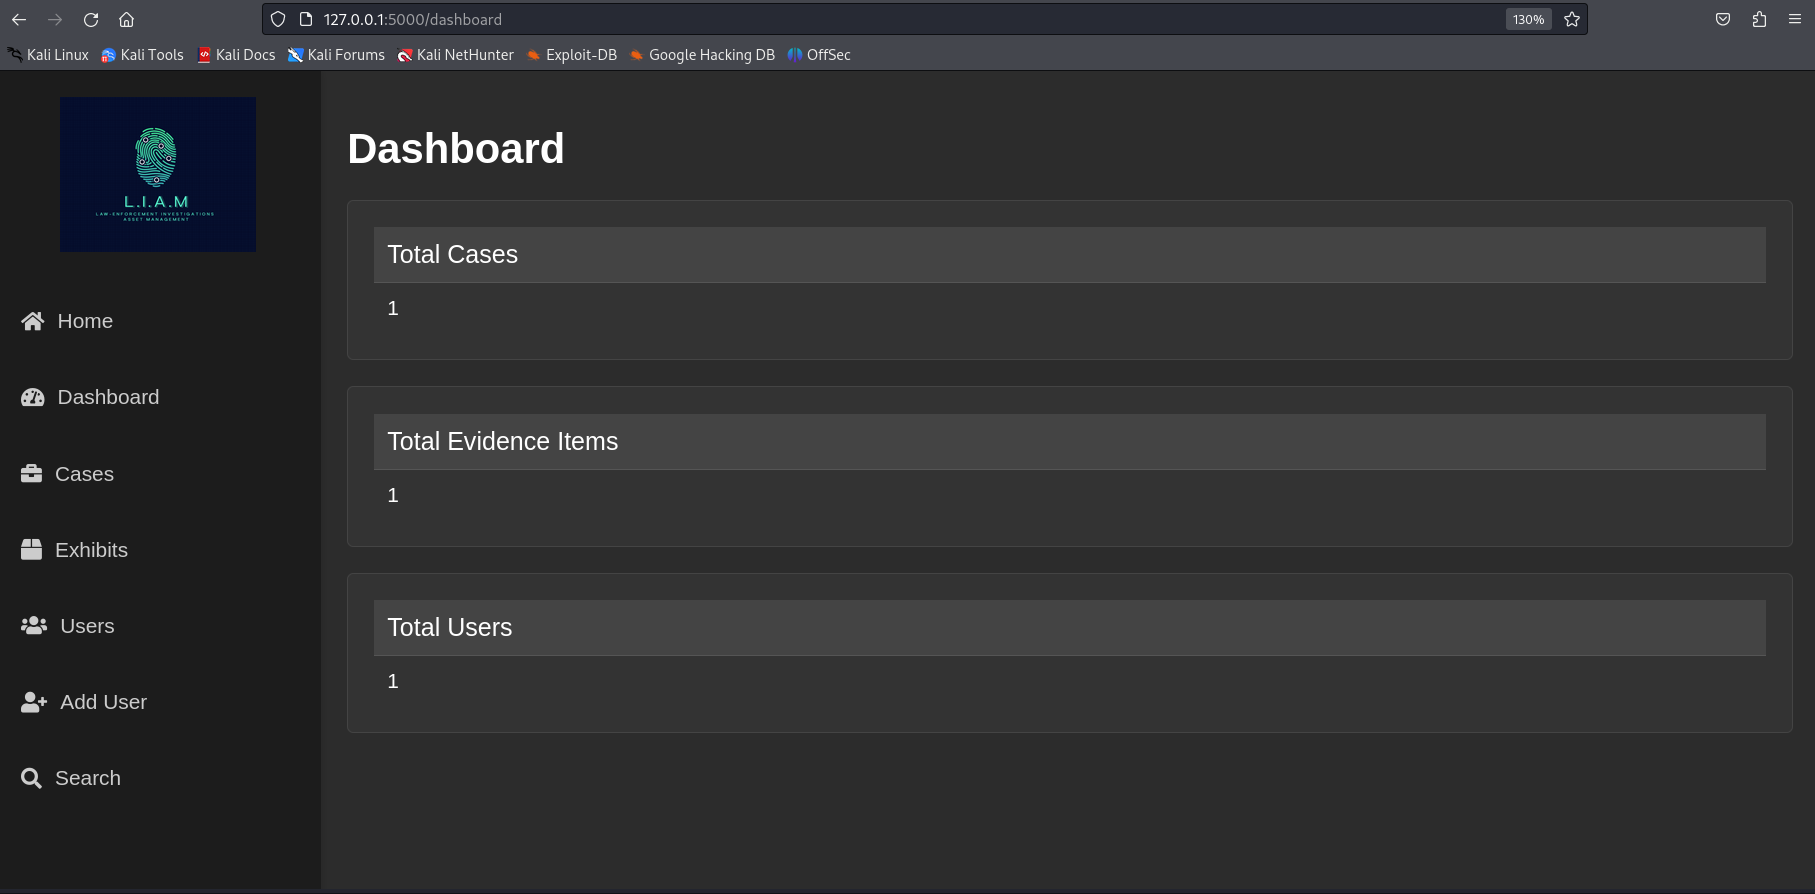 127.0.0.1:5000/dashboard
130%
Kali Linux Kali Tools Kali Docs Kali Forums Kali NetHunter Exploit-DB Google Hacking DB OffSec
L.I.A.M
LAW-ENFORCEMENT INVESTIGATIONS
ASSET MANAGEMENT
Home
Dashboard
Cases
Exhibits
Users
Add User
Search
Dashboard
Total Cases
1
Total Evidence Items
1
Total Users
1